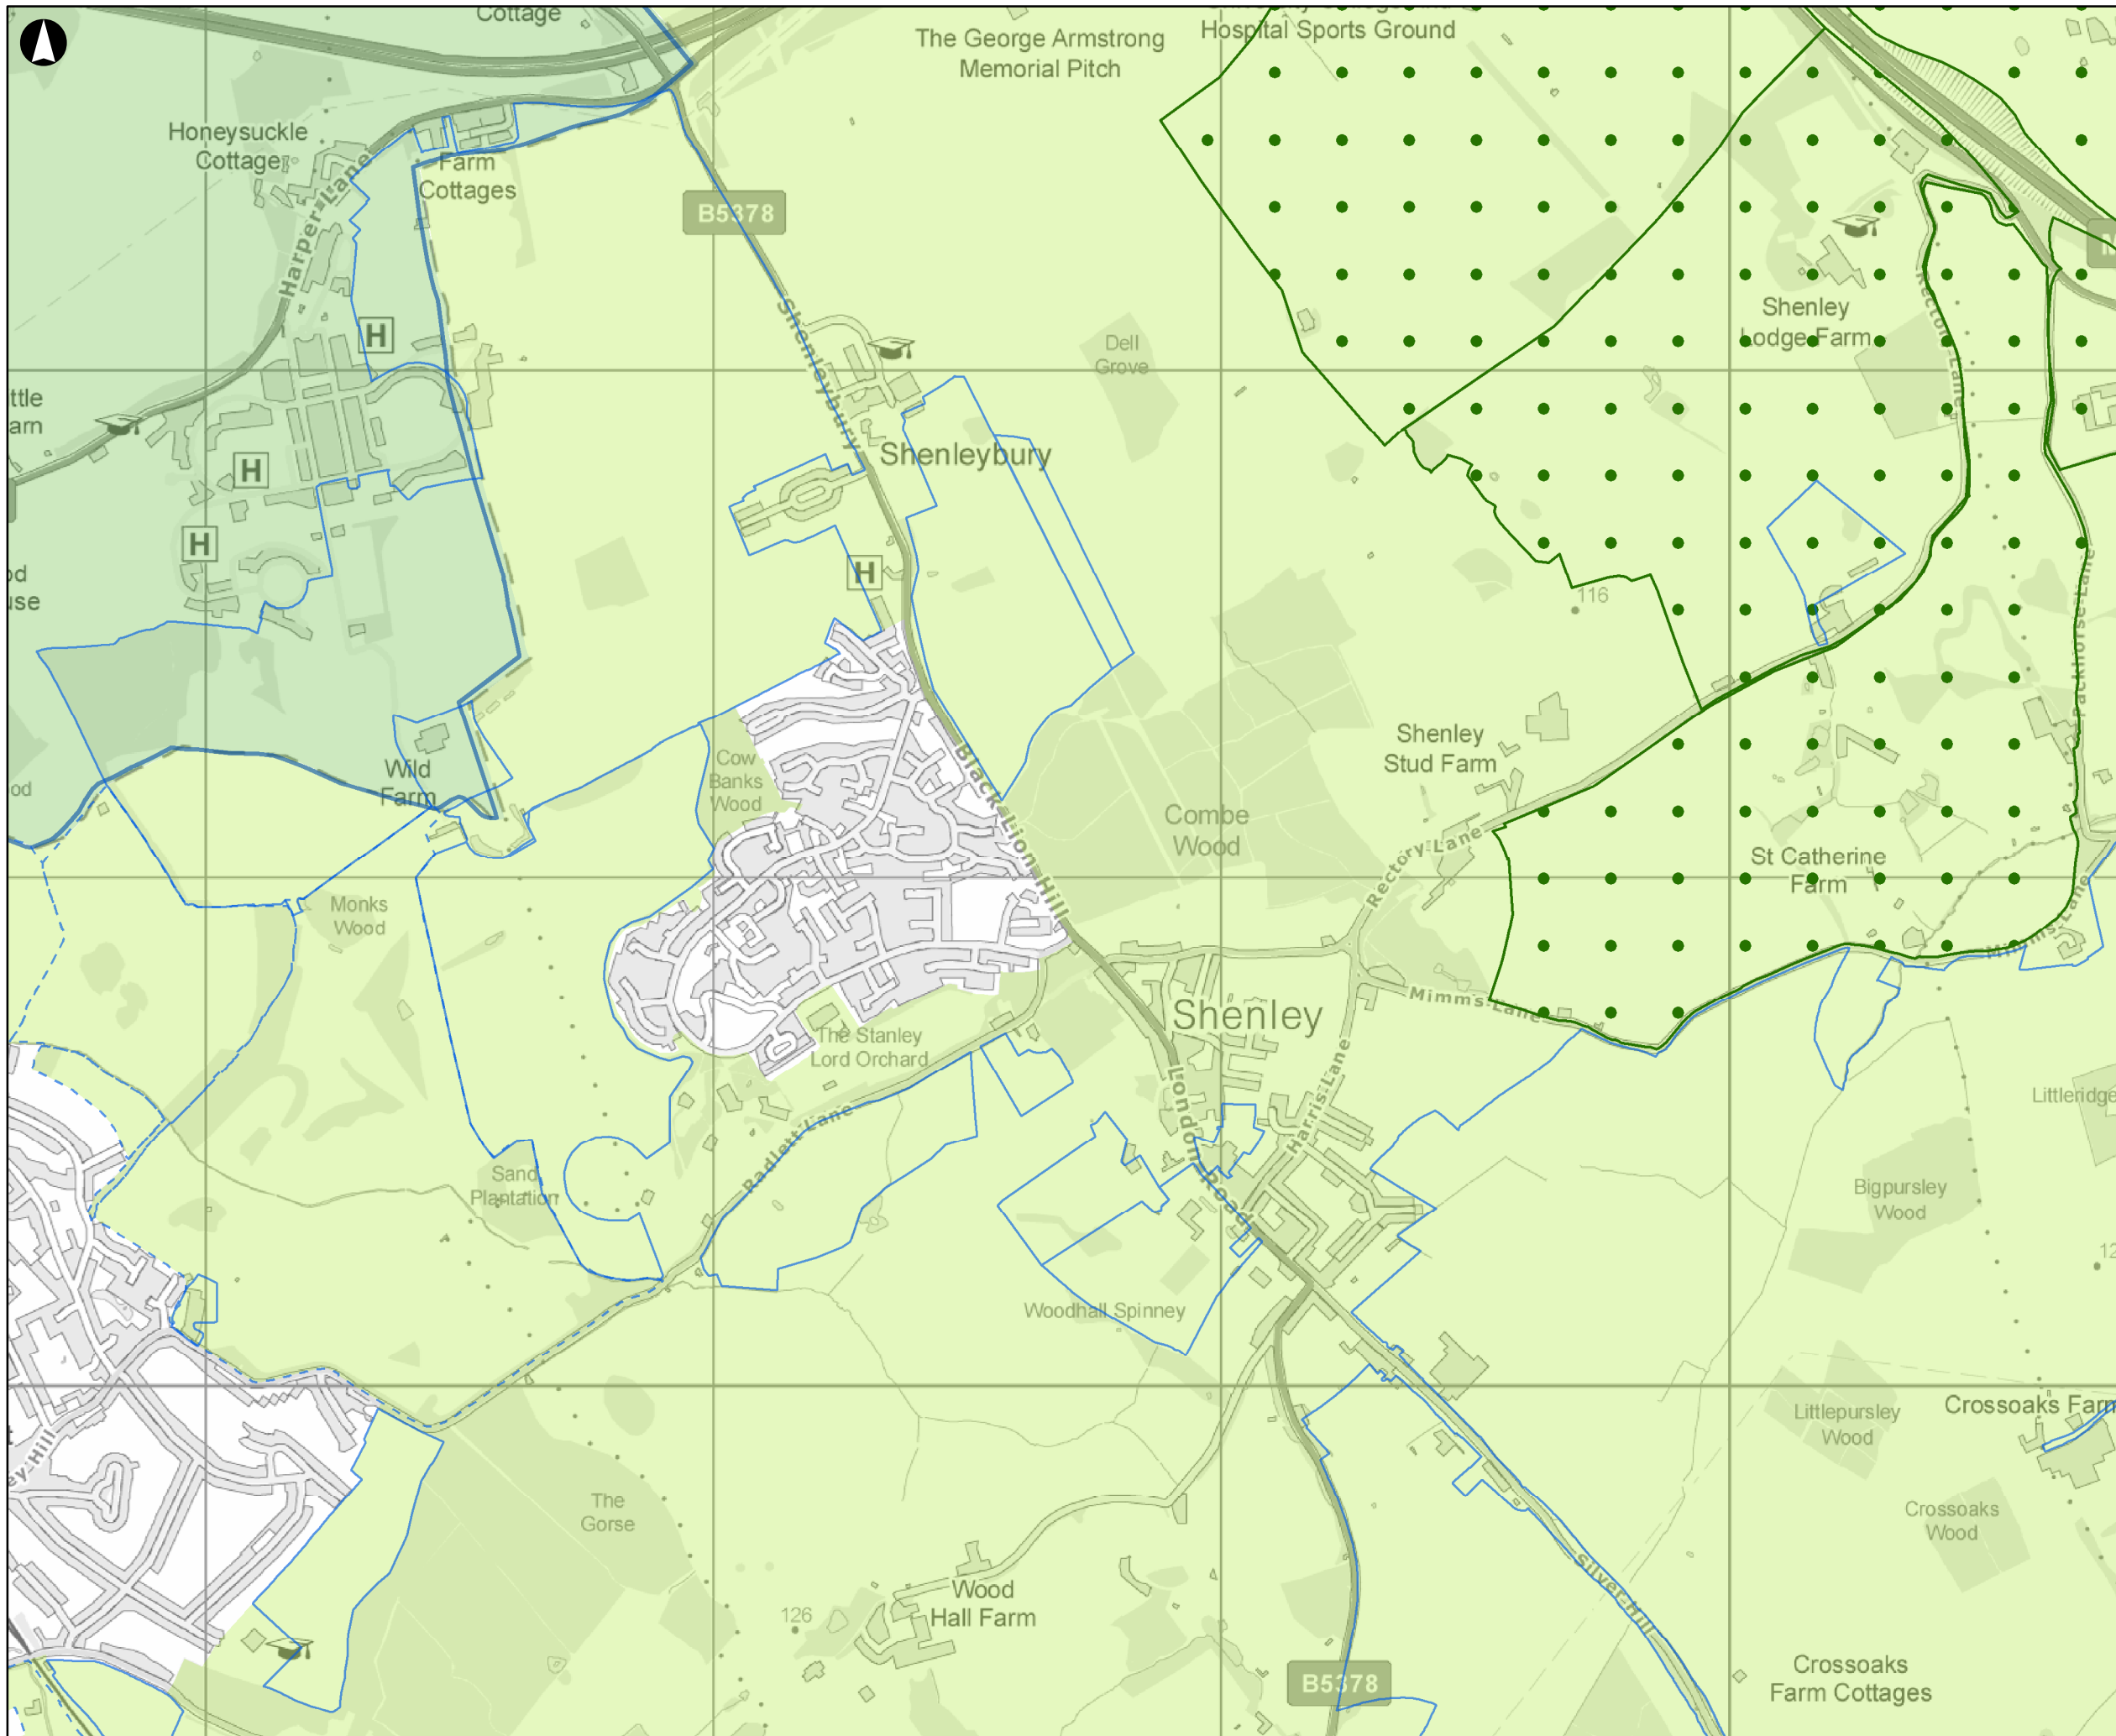 Cottage
Hospital Sports Ground
The George Armstrong
Memorial Pitch
Honeysuckle
Cottage
Farm
Cottages
Harper Lane
B5378
Shenleybury
H
Dell
Grove
Shenley
Lodge Farm
Rectory Lane
Shenleybury
H
H
H
116
Packhorse Lane
Wild
Farm
Cow
Banks
Wood
Black Lion Hill
Shenley
Stud Farm
Combe
Wood
Rectory Lane
St Catherine
Farm
Mimms Lane
Monks
Wood
Mimms Lane
Shenley
The Stanley
Lord Orchard
London Road
Harris Lane
Radlett Lane
Littleridge
Sand
Plantation
Bigpursley
Wood
Woodhall Spinney
Littlepursley
Wood
Crossoaks Farm
The
Gorse
Crossoaks
Wood
Wood
Hall Farm
126
Silver Hill
B5378
Crossoaks
Farm Cottages